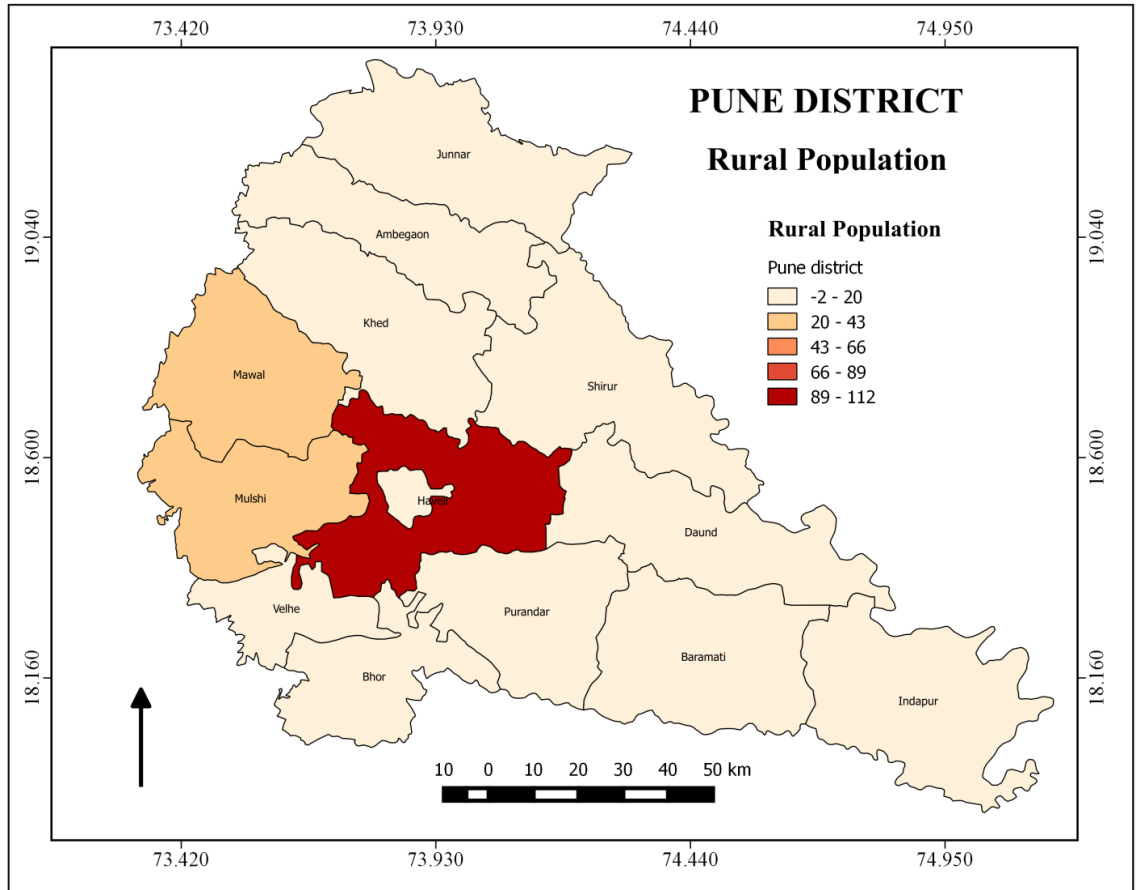 73.420 73.930 74.440 74.950
PUNE DISTRICT
Rural Population
Junnar
19.040
Ambegaon
19.040
Rural Population
Pune district
-2 - 20
20 - 43
43 - 66
66 - 89
89 - 112
Khed
Mawal
Shirur
18.600
18.600
Mulshi
Haveli
Daund
Velhe
Purandar
Baramati
18.160
Bhor
Indapur
18.160
10 0 10 20 30 40 50 km
73.420 73.930 74.440 74.950